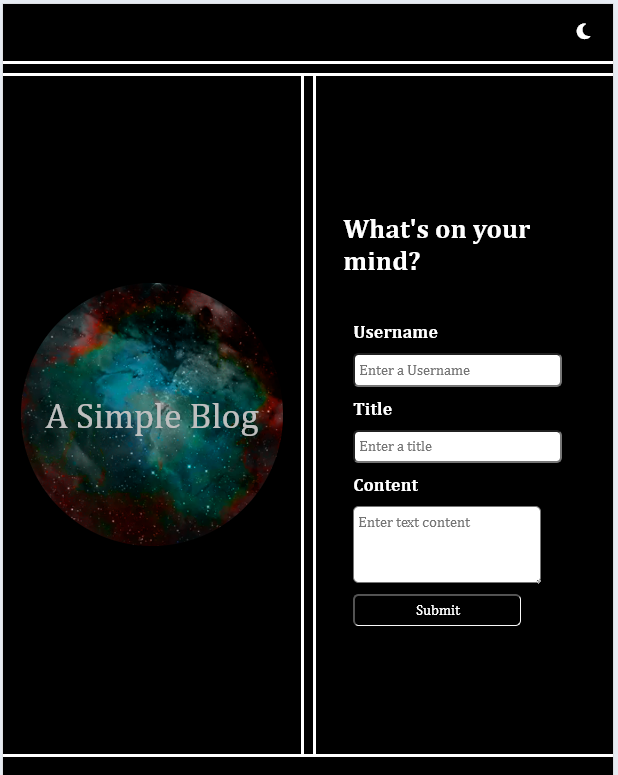 A Simple Blog
What's on your
mind?
Username
Enter a Username
Title
Enter a title
Content
Enter text content
Submit